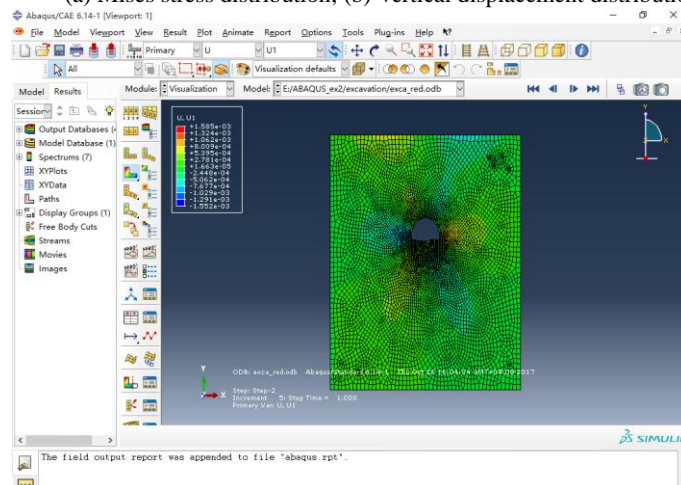 (a) Mises stress distribution; (b) Vertical displacement distributio
Abaqus/CAE 6.14-1 [Viewport: 1]
File Model Viewport View Result Plot Animate Report Options Tools Plug-ins Help
Primary U U1
All Visualization defaults
Model Results Module: Visualization Model: E:/ABAQUS_ex2/excavation/exca_red.odb
Session
Output Databases (
Model Database (1)
Spectrums (7)
XYPlots
XYData
Paths
Display Groups (1)
Free Body Cuts
Streams
Movies
Images
U, U1
+1.585e-03
+1.324e-03
+1.062e-03
+8.009e-04
+5.395e-04
+2.781e-04
+1.663e-05
-2.448e-04
-5.062e-04
-7.677e-04
-1.029e-03
-1.291e-03
-1.552e-03
Y
X
Y
X
ODB: exca_red.odb Abaqus/Standard 2017
Step: Step-2
Increment 5: Step Time = 1.000
Primary Var: U, U1
SIMULI
The field output report was appended to file "abaqus.rpt".